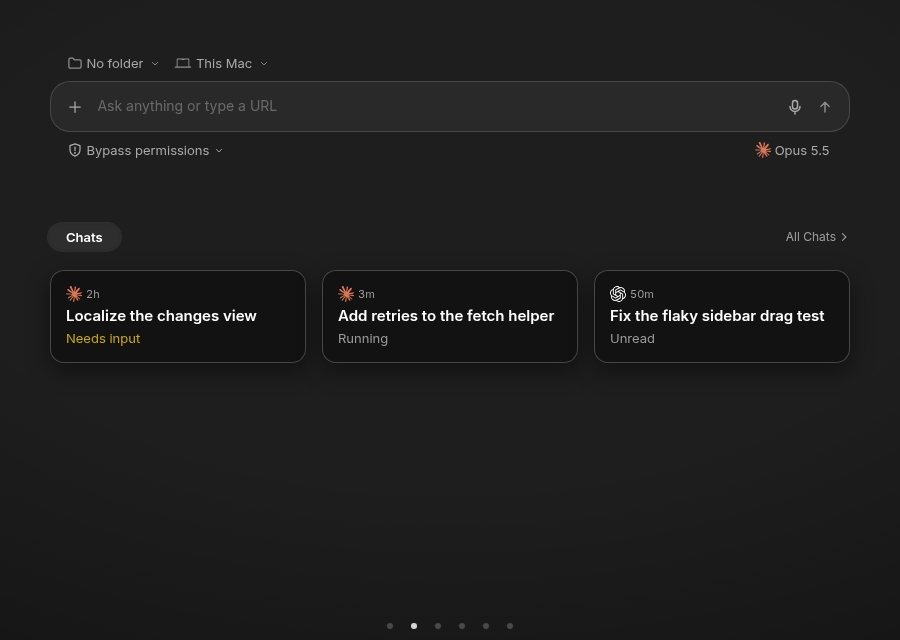 No folder This Mac
Ask anything or type a URL
Bypass permissions Opus 5.5
Chats All Chats
2h 3m 50m
Localize the changes view Add retries to the fetch helper Fix the flaky sidebar drag test
Needs input Running Unread